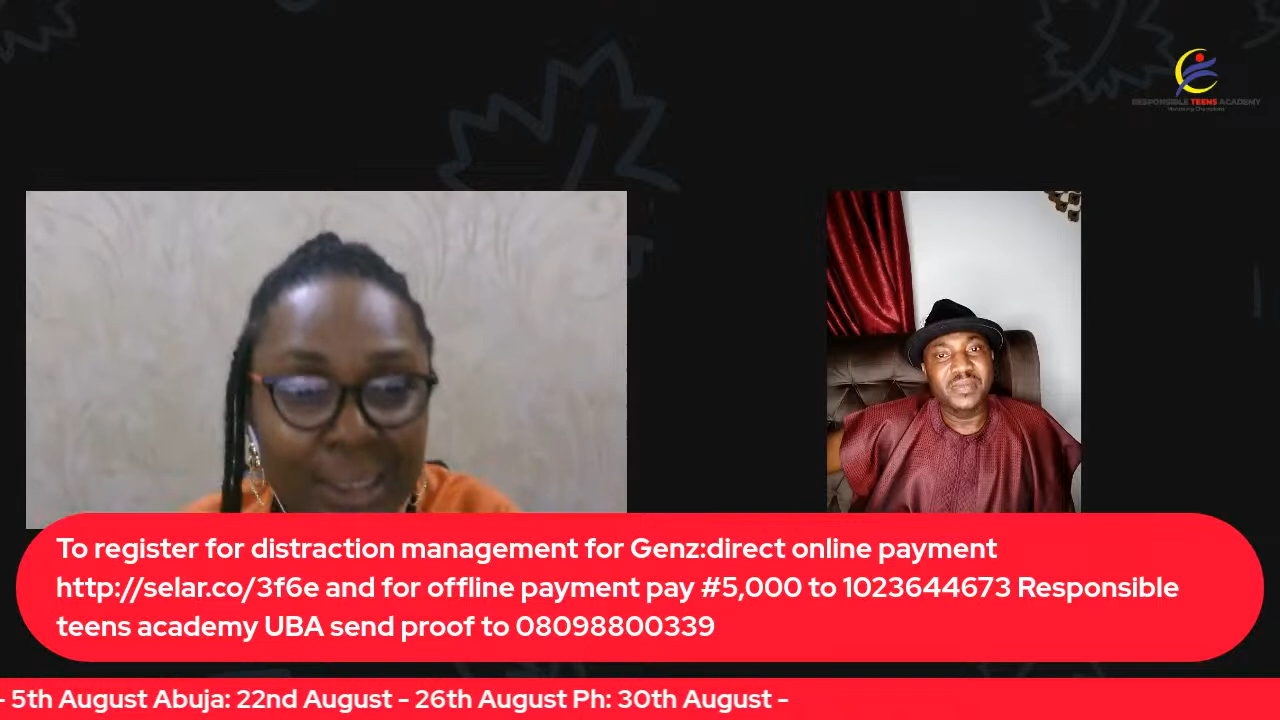 RESPONSIBLE TEENS ACADEMY
To register for distraction management for Genz:direct online payment
http://selar.co/3f6e and for offline payment pay #5,000 to 1023644673 Responsible
teens academy UBA send proof to 08098800339
- 5th August Abuja: 22nd August - 26th August Ph: 30th August -